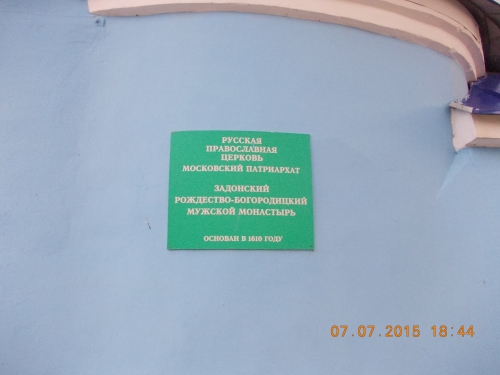 РУССКАЯ
ПРАВОСЛАВНАЯ
ЦЕРКОВЬ
МОСКОВСКИЙ ПАТРИАРХАТ
ЗАДОНСКИЙ
РОЖДЕСТВО-БОГОРОДИЦКИЙ
МУЖСКОЙ МОНАСТЫРЬ
ОСНОВАН В 1610 ГОДУ
07.07.2015 18:44